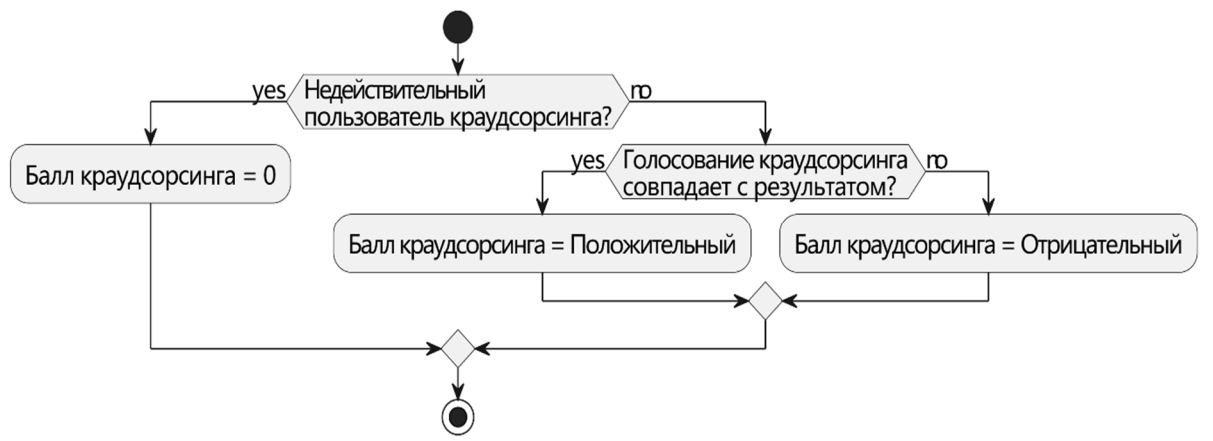 yes
Недействительный
пользователь краудсорсинга?
no
Балл краудсорсинга = 0
yes
Голосование краудсорсинга
совпадает с результатом?
no
Балл краудсорсинга = Положительный
Балл краудсорсинга = Отрицательный